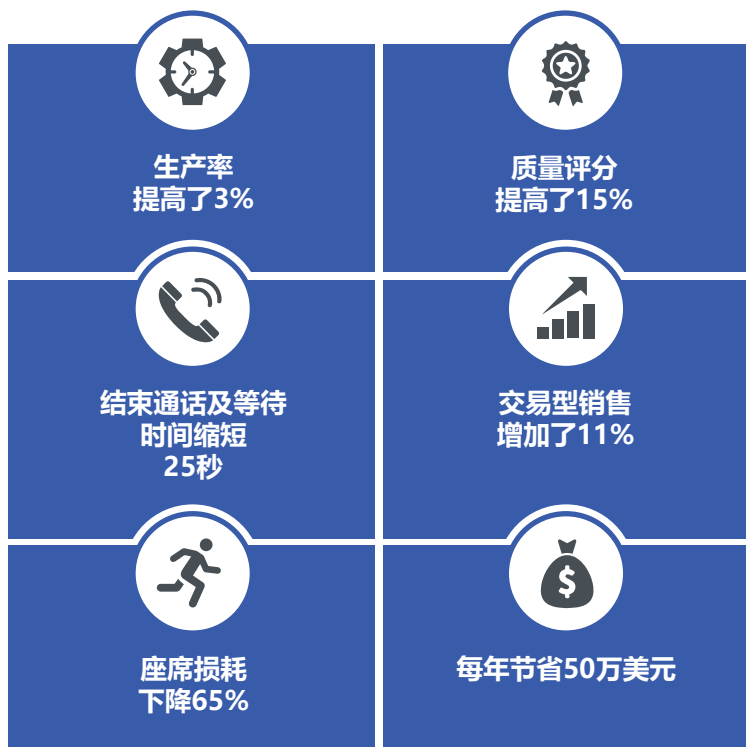 生产率
提高了3%
质量评分
提高了15%
结束通话及等待
时间缩短
25秒
交易型销售
增加了11%
座席损耗
下降65%
每年节省50万美元
$